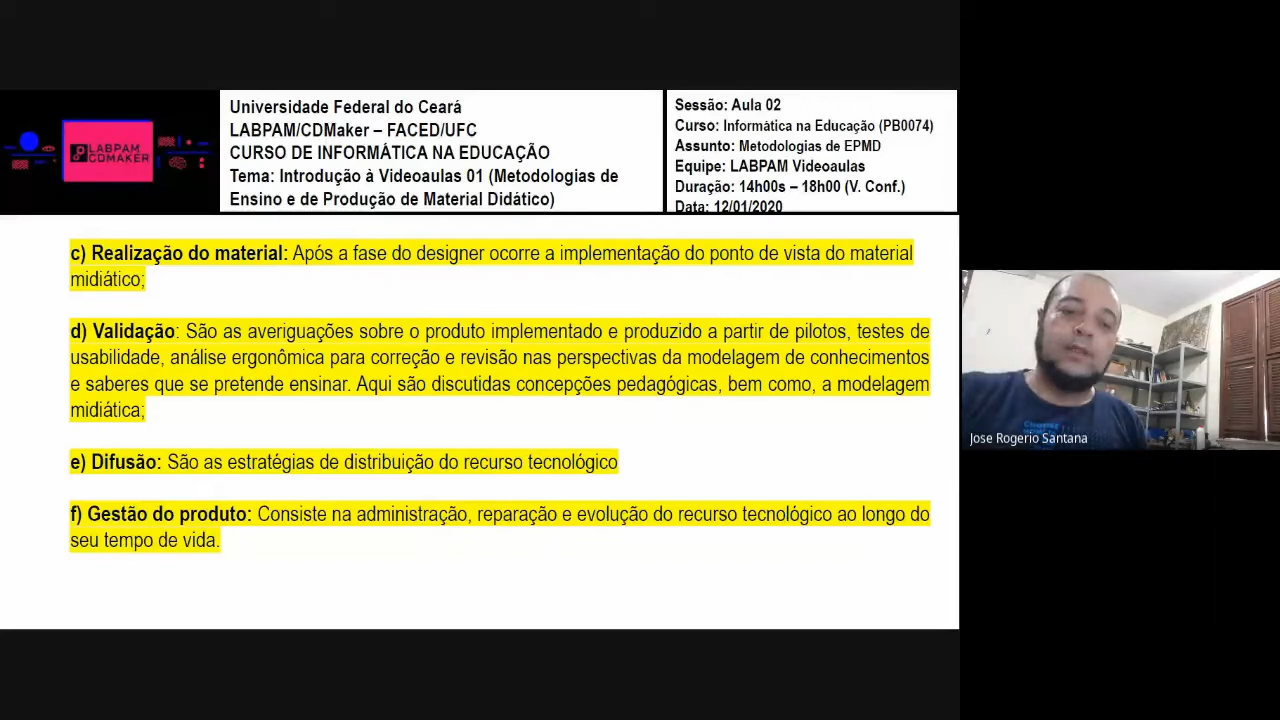 LABPAM
CDMAKER
Universidade Federal do Ceará
LABPAM/CDMaker – FACED/UFC
CURSO DE INFORMÁTICA NA EDUCAÇÃO
Tema: Introdução à Videoaulas 01 (Metodologias de
Ensino e de Produção de Material Didático)
Sessão: Aula 02
Curso: Informática na Educação (PB0074)
Assunto: Metodologias de EPMD
Equipe: LABPAM Videoaulas
Duração: 14h00s – 18h00 (V. Conf.)
Data: 12/01/2020
c) Realização do material: Após a fase do designer ocorre a implementação do ponto de vista do material
midiático;
d) Validação: São as averiguações sobre o produto implementado e produzido a partir de pilotos, testes de
usabilidade, análise ergonômica para correção e revisão nas perspectivas da modelagem de conhecimentos
e saberes que se pretende ensinar. Aqui são discutidas concepções pedagógicas, bem como, a modelagem
midiática;
e) Difusão: São as estratégias de distribuição do recurso tecnológico
f) Gestão do produto: Consiste na administração, reparação e evolução do recurso tecnológico ao longo do
seu tempo de vida.
Jose Rogerio Santana